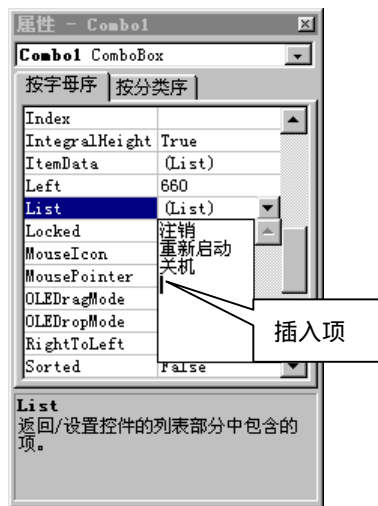 属性 - Combo1
Combo1 ComboBox
按字母序 按分类序
Index
IntegralHeight True
ItemData (List)
Left 660
List (List)
Locked
注销
MouseIcon
重新启动
MousePointer
关机
OLEDragMode
OLEDropMode
插入项
RightToLeft
Sorted False
List
返回/设置控件的列表部分中包含的
项。